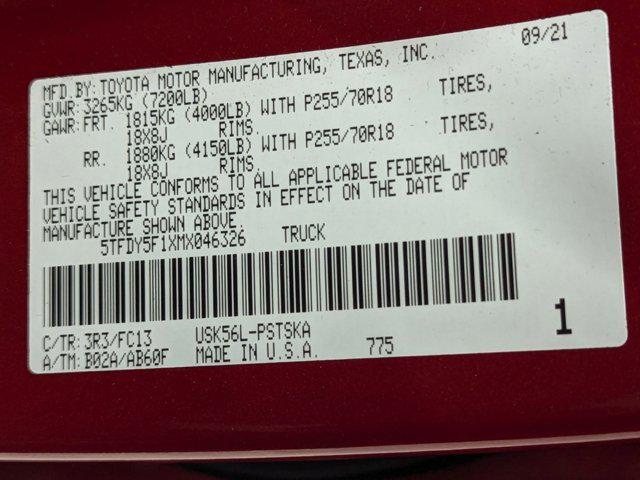 MFD.BY:TOYOTA MOTOR MANUFACTURING, TEXAS, INC. 09/21
GVWR: 3265KG (7200LB)
GAWR:FRT. 1815KG (4000LB) WITH P255/70R18 TIRES,
18X8J RIMS,
RR. 1880KG (4150LB) WITH P255/70R18 TIRES,
18X8J RIMS,
THIS VEHICLE CONFORMS TO ALL APPLICABLE FEDERAL MOTOR
VEHICLE SAFETY STANDARDS IN EFFECT ON THE DATE OF
MANUFACTURE SHOWN ABOVE.
5TFDY5F1XMX046326 TRUCK
C/TR: 3R3/FC13 USK56L-PSTSKA
A/TM: B02A/AB60F MADE IN U.S.A. 775 1